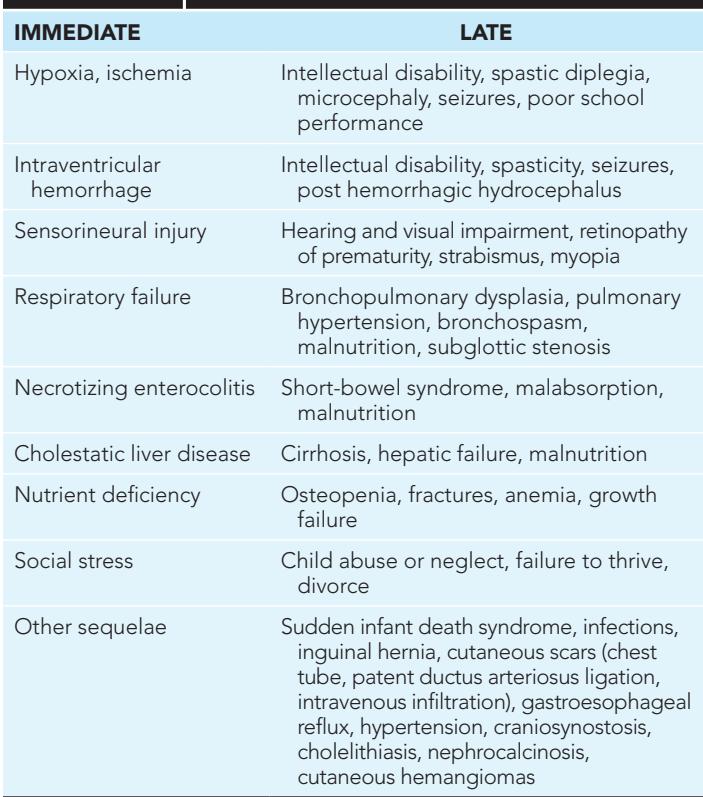 IMMEDIATE LATE
Hypoxia, ischemia Intellectual disability, spastic diplegia,
microcephaly, seizures, poor school
performance
Intraventricular Intellectual disability, spasticity, seizures,
hemorrhage post hemorrhagic hydrocephalus
Sensorineural injury Hearing and visual impairment, retinopathy
of prematurity, strabismus, myopia
Respiratory failure Bronchopulmonary dysplasia, pulmonary
hypertension, bronchospasm,
malnutrition, subglottic stenosis
Necrotizing enterocolitis Short-bowel syndrome, malabsorption,
malnutrition
Cholestatic liver disease Cirrhosis, hepatic failure, malnutrition
Nutrient deficiency Osteopenia, fractures, anemia, growth
failure
Social stress Child abuse or neglect, failure to thrive,
divorce
Other sequelae Sudden infant death syndrome, infections,
inguinal hernia, cutaneous scars (chest
tube, patent ductus arteriosus ligation,
intravenous infiltration), gastroesophageal
reflux, hypertension, craniosynostosis,
cholelithiasis, nephrocalcinosis,
cutaneous hemangiomas